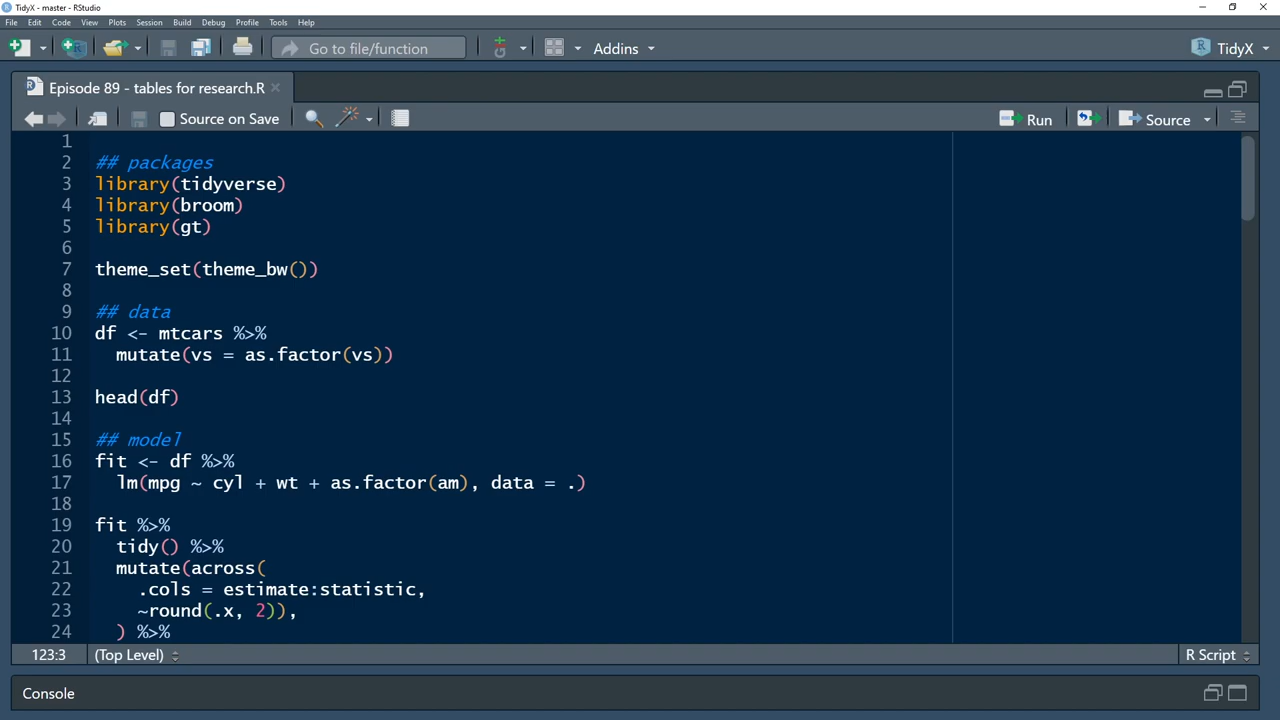 TidyX - master - RStudio
File Edit Code View Plots Session Build Debug Profile Tools Help
Go to file/function Addins TidyX
Episode 89 - tables for research.R
Source on Save Run Source
1
2 ## packages
3 library(tidyverse)
4 library(broom)
5 library(gt)
6
7 theme_set(theme_bw())
8
9 ## data
10 df <- mtcars %>%
11 mutate(vs = as.factor(vs))
12
13 head(df)
14
15 ## model
16 fit <- df %>%
17 lm(mpg ~ cyl + wt + as.factor(am), data = .)
18
19 fit %>%
20 tidy() %>%
21 mutate(across(
22 .cols = estimate:statistic,
23 ~round(.x, 2)),
24 ) %>%
123:3 (Top Level) R Script
Console